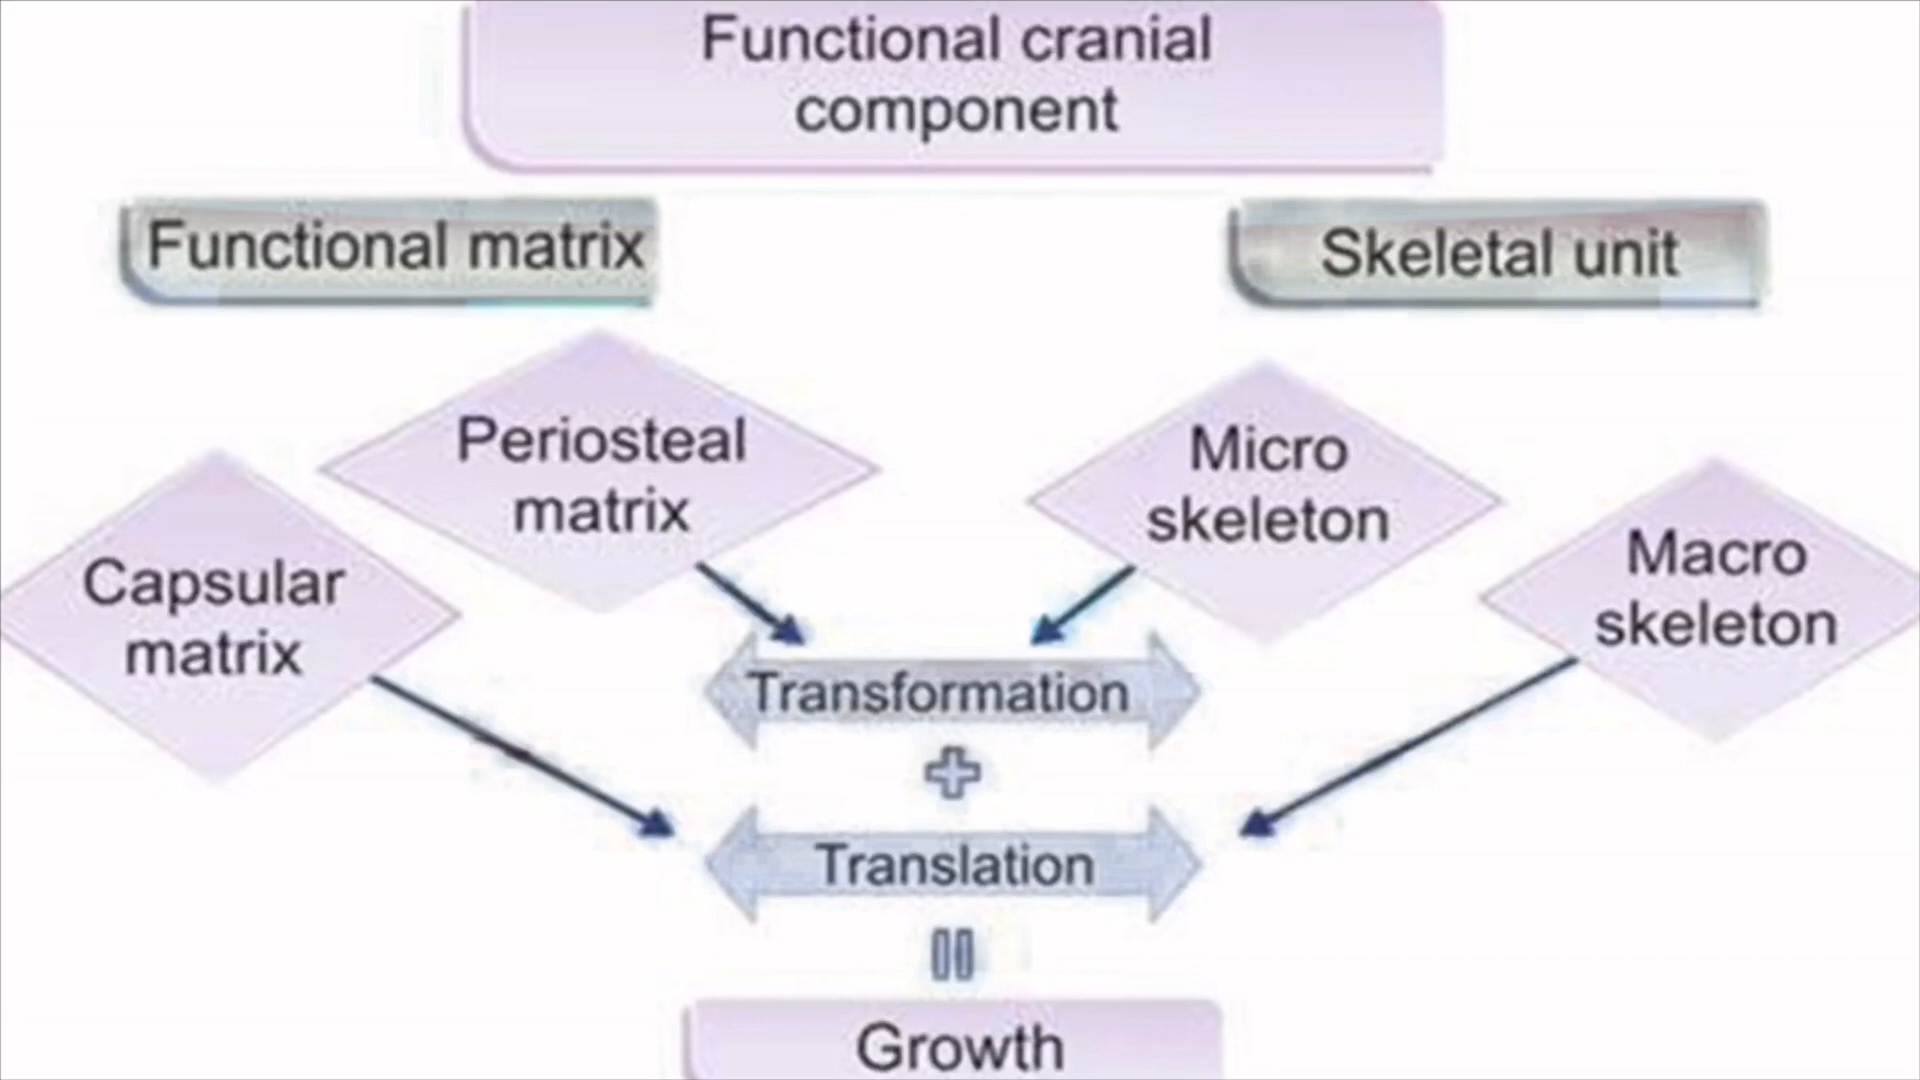 Functional cranial
component
Functional matrix
Skeletal unit
Periosteal
matrix
Micro
skeleton
Capsular
matrix
Macro
skeleton
Transformation
+
Translation
=
Growth